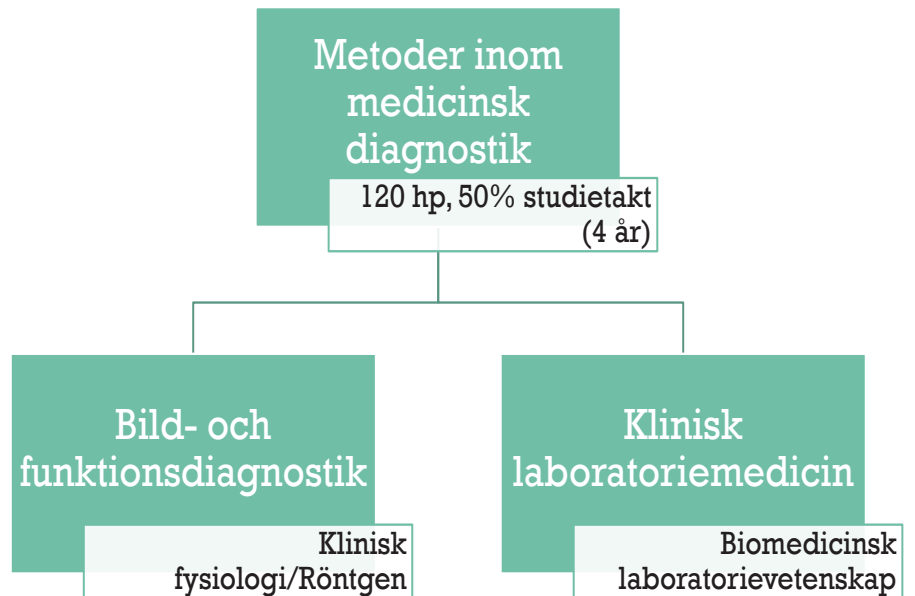 Metoder inom
medicinsk
diagnostik
120 hp, 50% studietakt
(4 år)
Bild- och
funktionsdiagnostik
Klinisk
fysiologi/Röntgen
Klinisk
laboratoriemedicin
Biomedicinsk
laboratorievetenskap